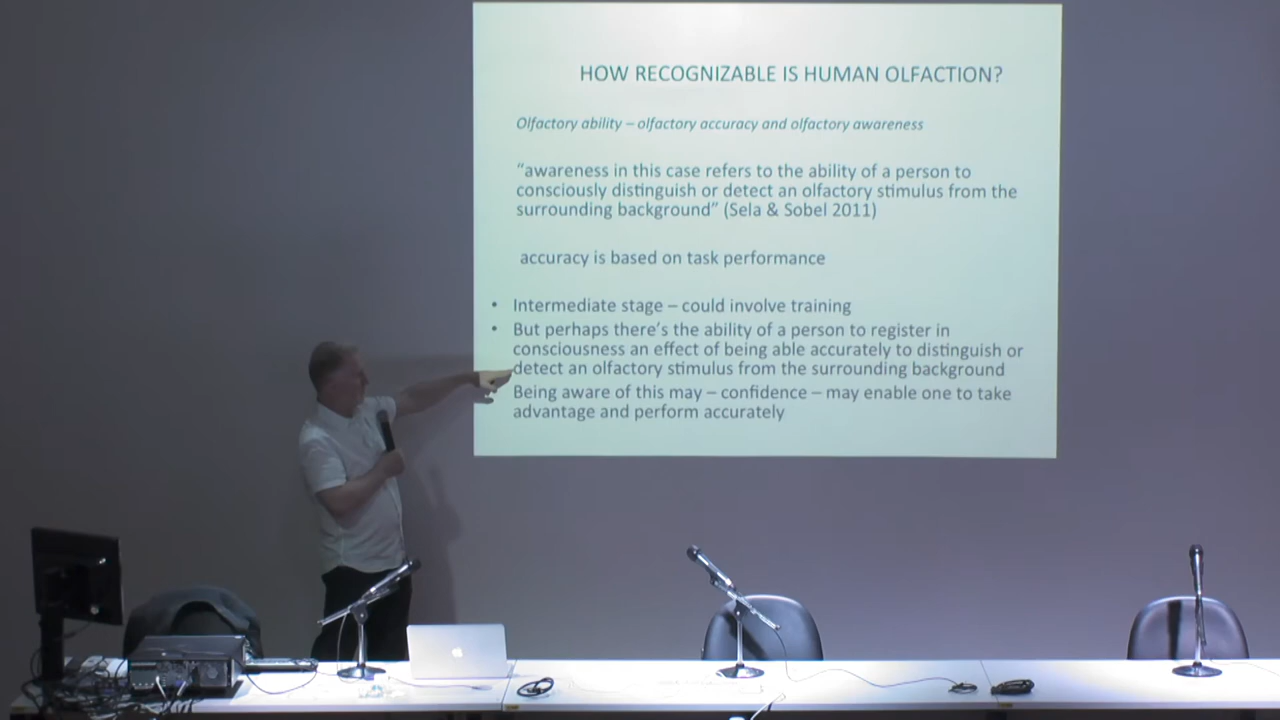 HOW RECOGNIZABLE IS HUMAN OLFACTION?
Olfactory ability – olfactory accuracy and olfactory awareness
“awareness in this case refers to the ability of a person to
consciously distinguish or detect an olfactory stimulus from the
surrounding background” (Sela & Sobel 2011)
accuracy is based on task performance
• Intermediate stage – could involve training
• But perhaps there's the ability of a person to register in
consciousness an effect of being able accurately to distinguish or
detect an olfactory stimulus from the surrounding background
Being aware of this may – confidence – may enable one to take
advantage and perform accurately